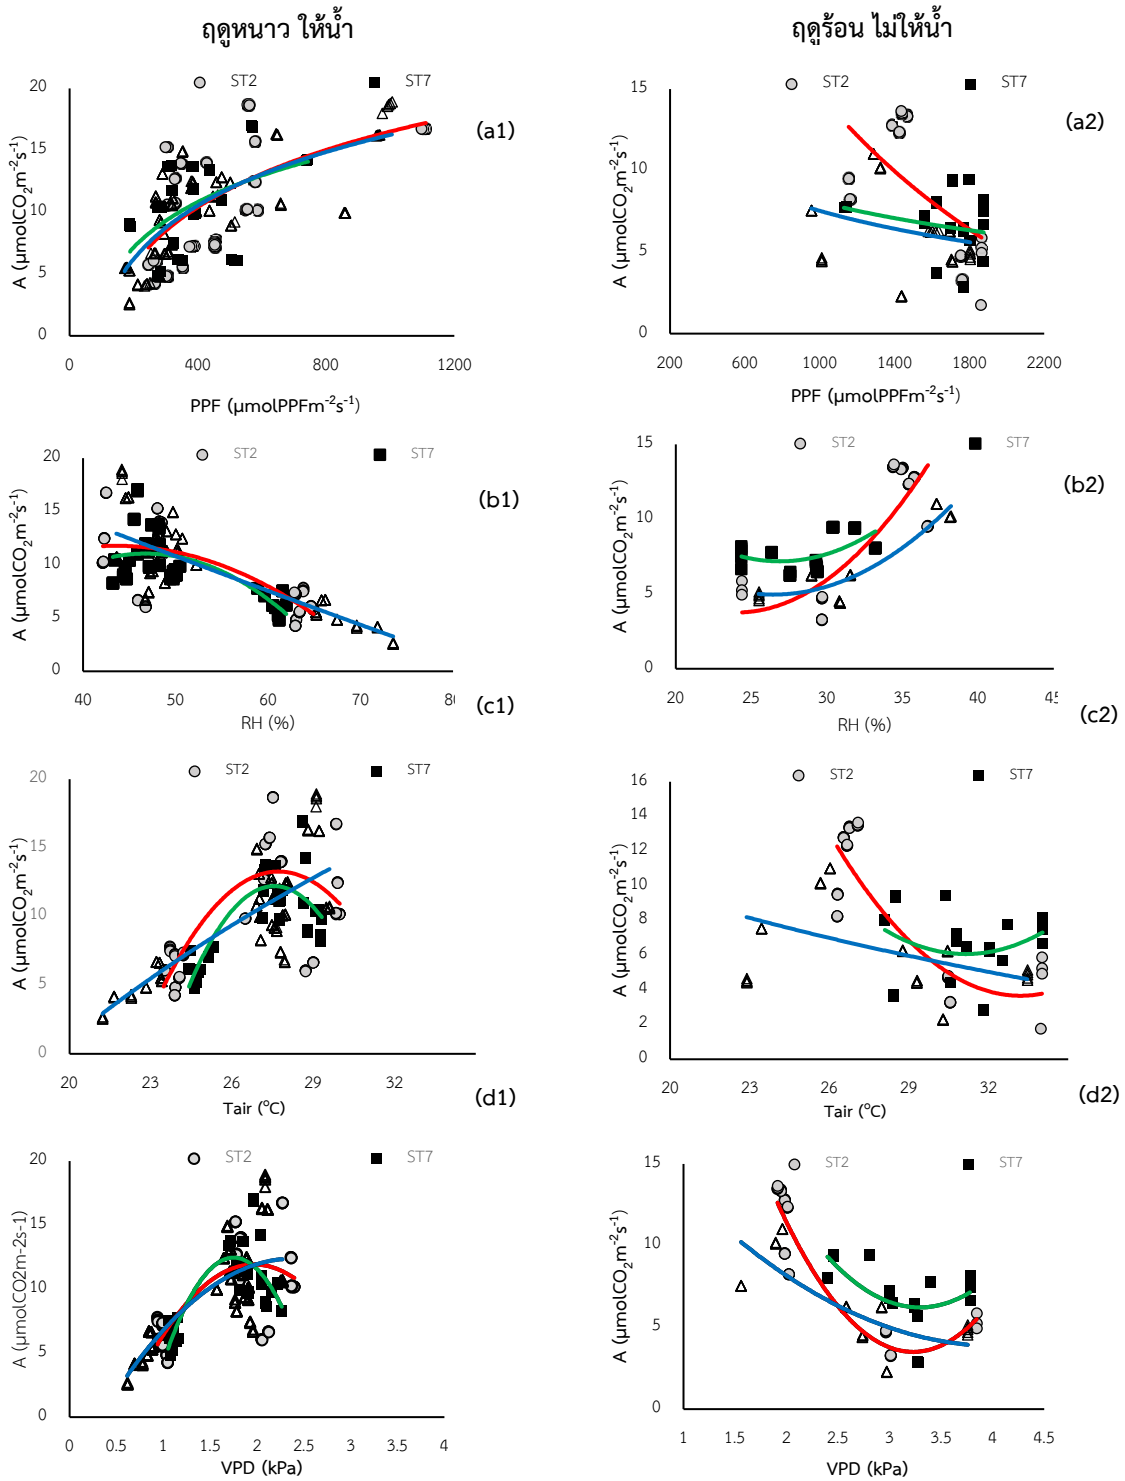 ฤดูหนาว ให้น้ำ
ฤดูร้อน ไม่ให้น้ำ
ST2 ST7
(a1)
A (µmolCO2m-2s-1)
20
15
10
5
0
0 400 800 1200
PPF (µmolPPFm-2s-1)
ST2 ST7
(a2)
A (µmolCO2m-2s-1)
15
10
5
0
200 600 1000 1400 1800 2200
PPF (µmolPPFm-2s-1)
ST2 ST7
(b1)
A (µmolCO2m-2s-1)
20
15
10
5
0
40 50 60 70 80
RH (%)
(c1)
ST2 ST7
(b2)
A (µmolCO2m-2s-1)
15
10
5
0
20 25 30 35 40 45
RH (%)
(c2)
ST2 ST7
A (µmolCO2m-2s-1)
20
15
10
5
0
20 23 26 29 32
Tair (oC)
(d1)
ST2 ST7
A (µmolCO2m-2s-1)
16
14
12
10
8
6
4
2
0
20 23 26 29 32
Tair (oC)
(d2)
ST2 ST7
A (µmolCO2m-2s-1)
20
15
10
5
0
0 0.5 1 1.5 2 2.5 3 3.5 4
VPD (kPa)
ST2 ST7
A (µmolCO2m-2s-1)
15
10
5
0
1 1.5 2 2.5 3 3.5 4 4.5
VPD (kPa)